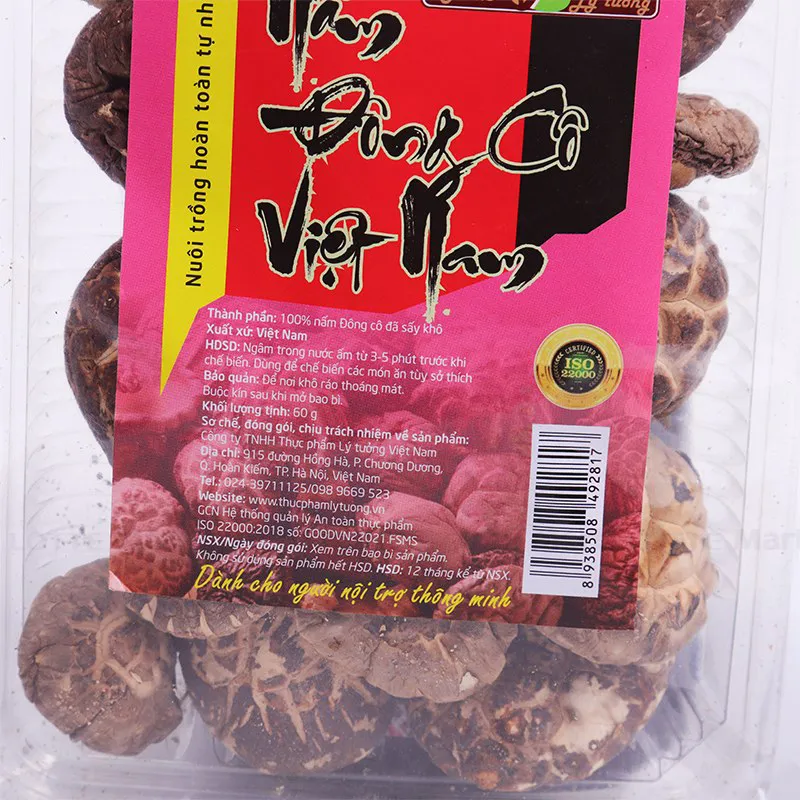 Lý tưởng
Nấm
Đông Cô
Việt Nam
Nuôi trồng hoàn toàn tự nh
Thành phần: 100% nấm Đông cô đã sấy khô
Xuất xứ: Việt Nam
HDSD: Ngâm trong nước ấm từ 3-5 phút trước khi
chế biến. Dùng để chế biến các món ăn tùy sở thích
Bảo quản: Để nơi khô ráo thoáng mát.
Buộc kín sau khi mở bao bì.
Khối lượng tịnh: 60 g
Sơ chế, đóng gói, chịu trách nhiệm về sản phẩm:
Công ty TNHH Thực phẩm Lý tưởng Việt Nam
Địa chỉ: 915 đường Hồng Hà, P. Chương Dương,
Q. Hoàn Kiếm, TP. Hà Nội, Việt Nam
Tel.: 024-39711125/098 9669 523
Website: www.thucphamlytuong.vn
GCN Hệ thống quản lý An toàn thực phẩm
ISO 22000:2018 số: GOODVN22021.FSMS
NSX/Ngày đóng gói: Xem trên bao bì sản phẩm.
Không sử dụng sản phẩm hết HSD. HSD: 12 tháng kể từ NSX.
Dành cho người nội trợ thông minh
CERTIFIED
ISO
22000
8 938508 492817